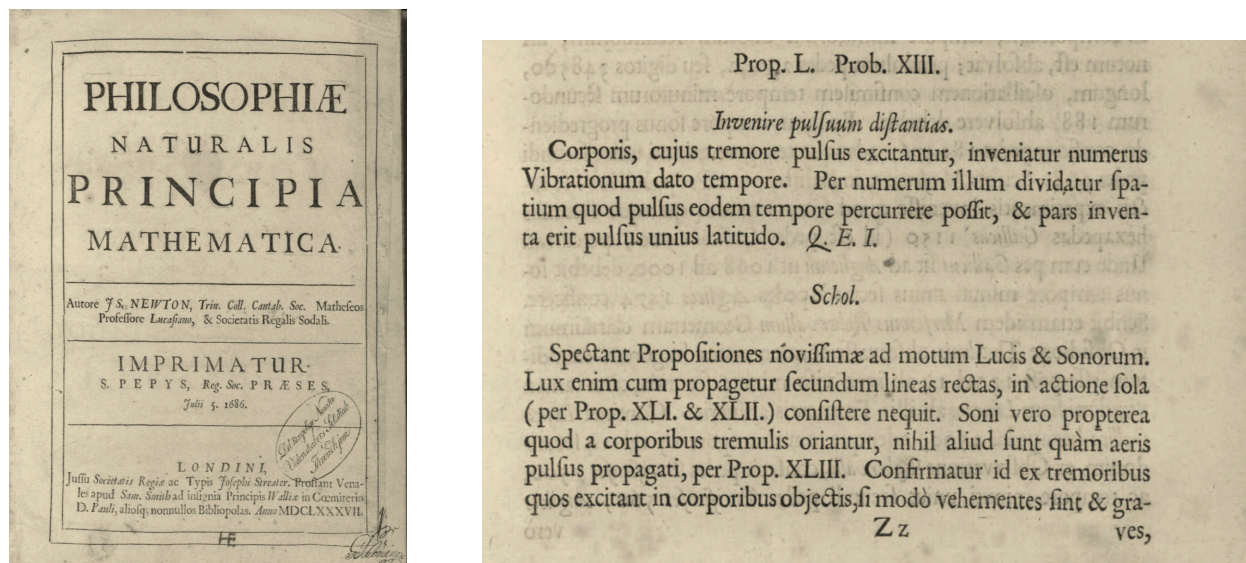 PHILOSOPHIÆ
NATURALIS
PRINCIPIA
MATHEMATICA.
Autore JS. NEWTON, Trin. Coll. Cantab. Soc. Matheseos
Professore Lucasiano, & Societatis Regalis Sodali.
IMPRIMATUR.
S. PEPYS, Reg. Soc. PRÆSES.
Julii 5. 1686.
LONDINI,
Jussu Societatis Regiæ ac Typis Josephi Streater. Prostant Vena-
les apud Sam. Smith ad insignia Principis Walliæ in Cœmiterio
D. Pauli, aliosq; nonnullos Bibliopolas. Anno MDCLXXXVII.
Prop. L. Prob. XIII.
Invenire pulſuum diſtantias.
Corporis, cujus tremore pulſus excitantur, inveniatur numerus
Vibrationum dato tempore. Per numerum illum dividatur ſpa-
tium quod pulſus eodem tempore percurrere poſſit, & pars inven-
ta erit pulſus unius latitudo. Q. E. I.
Schol.
Spectant Propoſitiones noviſſimæ ad motum Lucis & Sonorum.
Lux enim cum propagetur ſecundum lineas rectas, in actione ſola
(per Prop. XLI. & XLII.) conſiſtere nequit. Soni vero propterea
quod a corporibus tremulis oriantur, nihil aliud ſunt quàm aeris
pulſus propagati, per Prop. XLIII. Confirmatur id ex tremoribus
quos excitant in corporibus objectis, ſi modò vehementes ſint & gra-
Zz ves,